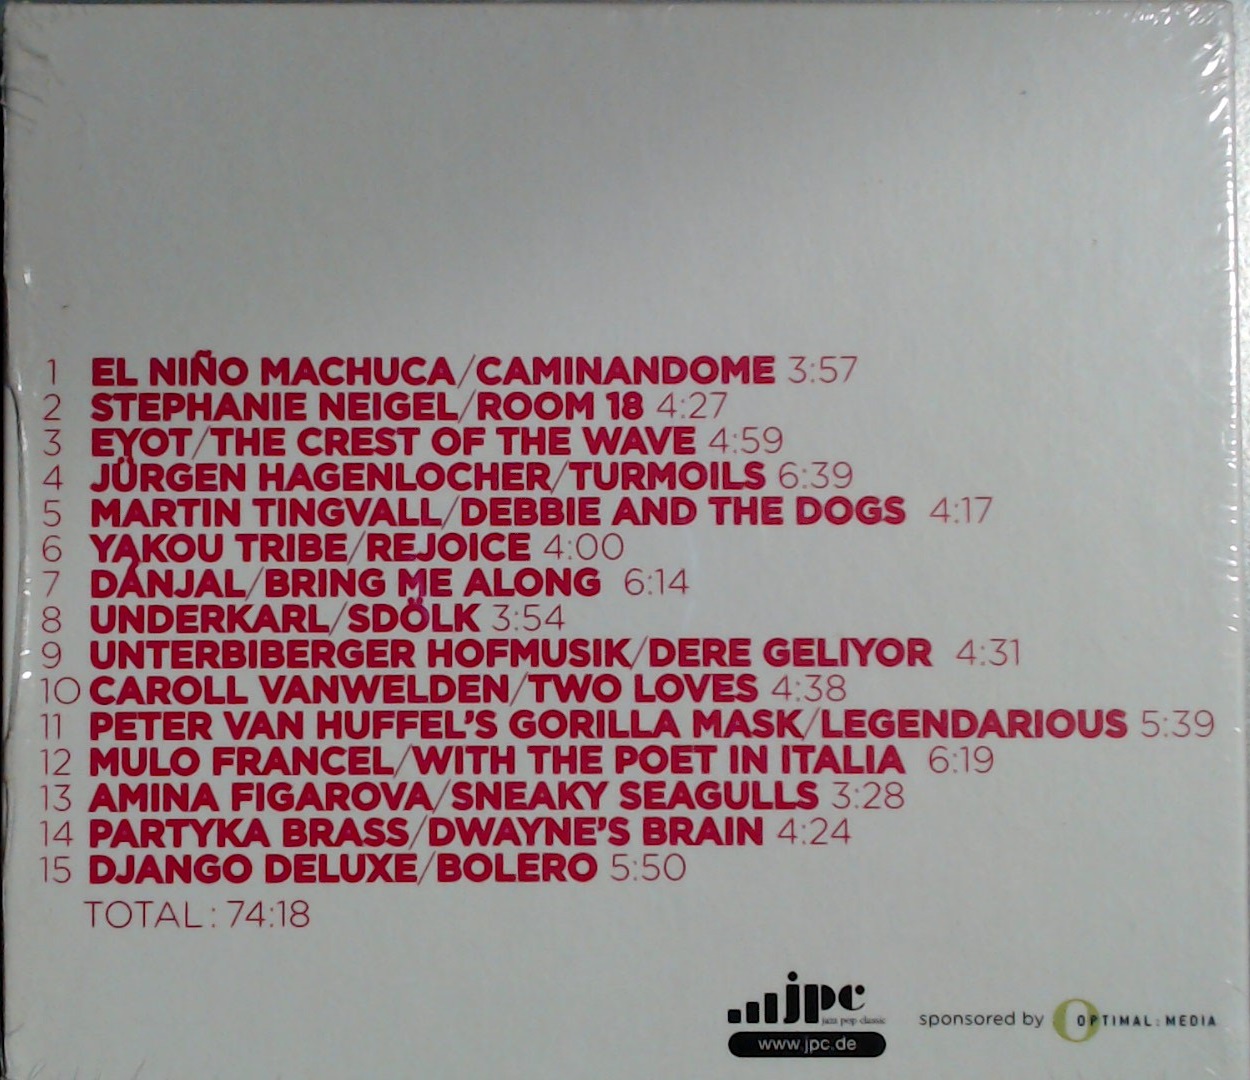 1 EL NIÑO MACHUCA/CAMINANDOME 3:57
2 STEPHANIE NEIGEL/ROOM 18 4:27
3 EYOT/THE CREST OF THE WAVE 4:59
4 JÜRGEN HAGENLOCHER/TURMOILS 6:39
5 MARTIN TINGVALL/DEBBIE AND THE DOGS 4:17
6 YAKOU TRIBE/REJOICE 4:00
7 DÁNJAL/BRING ME ALONG 6:14
8 UNDERKARL/SDÖLK 3:54
9 UNTERBIBERGER HOFMUSIK/DERE GELIYOR 4:31
10 CAROLL VANWELDEN/TWO LOVES 4:38
11 PETER VAN HUFFEL'S GORILLA MASK/LEGENDARIOUS 5:39
12 MULO FRANCEL/WITH THE POET IN ITALIA 6:19
13 AMINA FIGAROVA/SNEAKY SEAGULLS 3:28
14 PARTYKA BRASS/DWAYNE'S BRAIN 4:24
15 DJANGO DELUXE/BOLERO 5:50
TOTAL: 74:18
jpc
jazz pop classic
www.jpc.de
sponsored by OPTIMAL:MEDIA